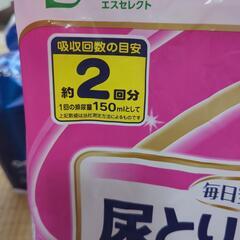 エスセレクト
吸収回数の目安
約2回分
1回の排尿量150mlとして
上記数値は当社測定方法によるものです
毎日
尿とり